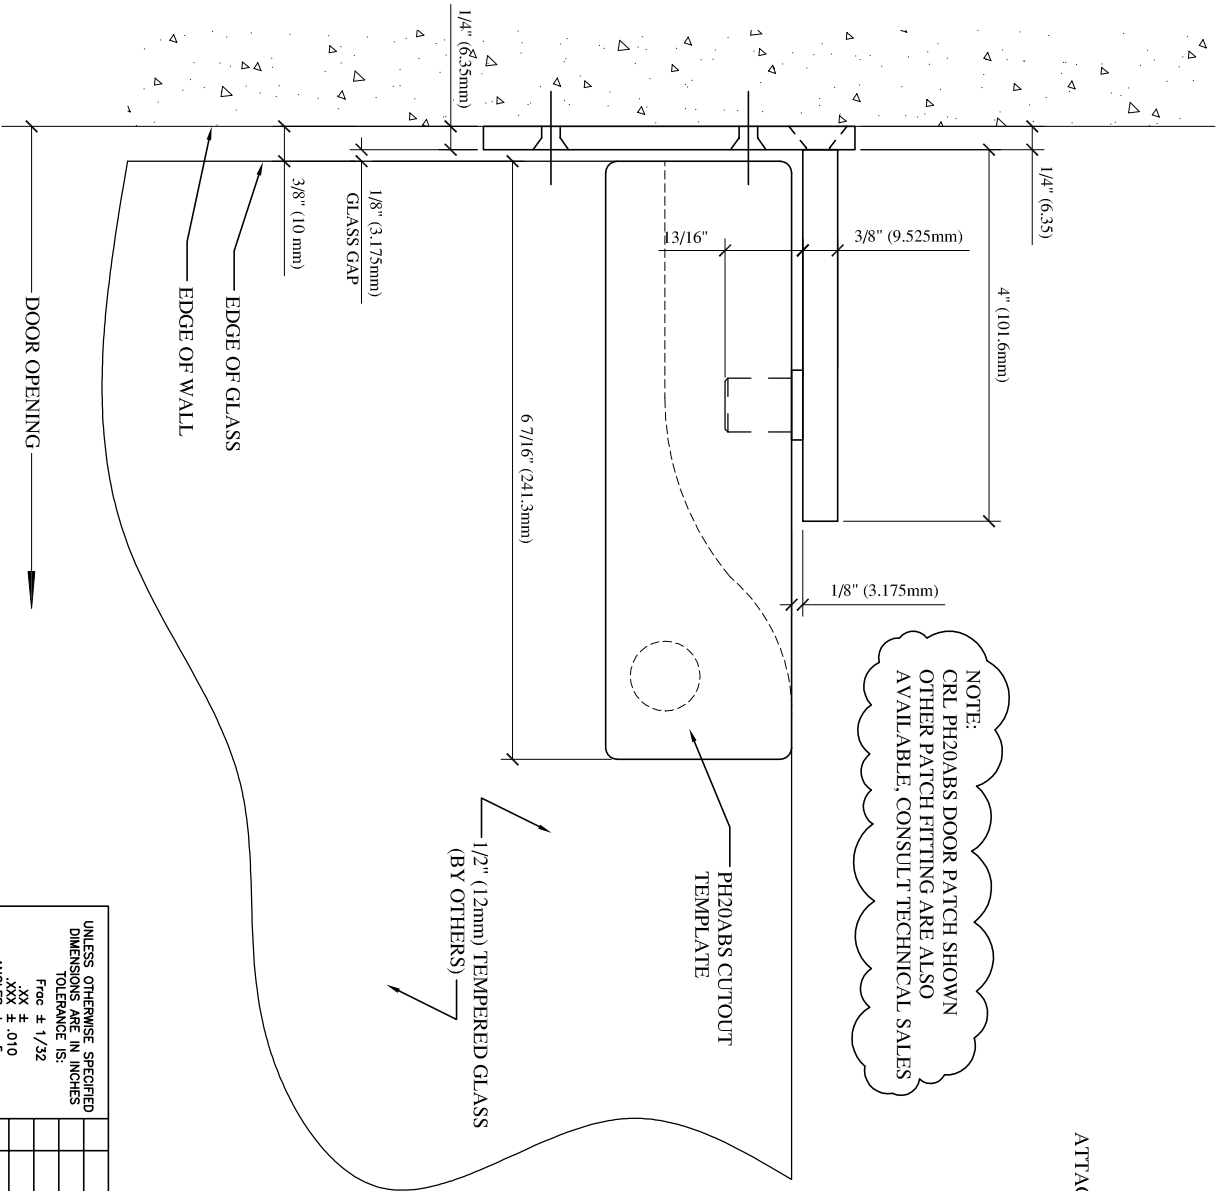 ATTAC
1/4" (6.35)
4" (101.6mm)
NOTE:
CRL PH20ABS DOOR PATCH SHOWN
OTHER PATCH FITTING ARE ALSO
AVAILABLE, CONSULT TECHNICAL SALES
3/8" (9.525mm)
13/16"
1/8" (3.175mm)
PH20ABS CUTOUT
TEMPLATE
6 7/16" (241.3mm)
1/4" (6.35mm)
1/2" (12mm) TEMPERED GLASS
(BY OTHERS)
1/8" (3.175mm)
GLASS GAP
3/8" (10 mm)
EDGE OF GLASS
EDGE OF WALL
DOOR OPENING
UNLESS OTHERWISE SPECIFIED
DIMENSIONS ARE IN INCHES
TOLERANCE IS:
Frac ± 1/32
.XX ±
.XXX ± .010